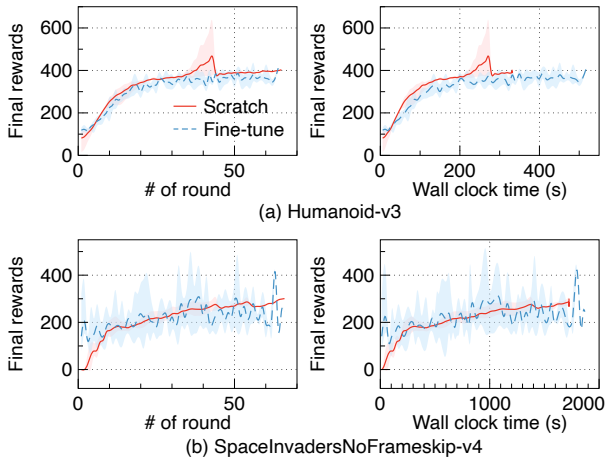 600
400
200
0
Final rewards
Scratch
Fine-tune
0
50
# of round
600
400
200
0
Final rewards
0
200
400
Wall clock time (s)
(a) Humanoid-v3
400
200
0
Final rewards
0
50
# of round
400
200
0
Final rewards
0
1000
2000
Wall clock time (s)
(b) SpaceInvadersNoFrameskip-v4